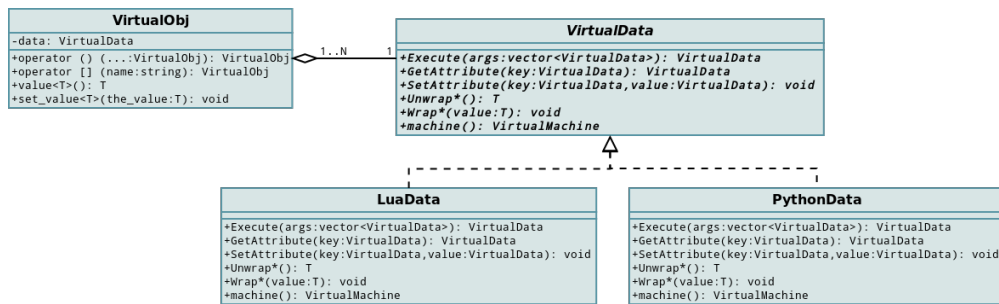 VirtualObj
-data: VirtualData
+operator () (...:VirtualObj): VirtualObj
+operator [] (name:string): VirtualObj
+value<T>(): T
+set_value<T>(the_value:T): void
1..N
1
VirtualData
+Execute(args:vector<VirtualData>): VirtualData
+GetAttribute(key:VirtualData): VirtualData
+SetAttribute(key:VirtualData,value:VirtualData): void
+Unwrap*(): T
+Wrap*(value:T): void
+machine(): VirtualMachine
LuaData
+Execute(args:vector<VirtualData>): VirtualData
+GetAttribute(key:VirtualData): VirtualData
+SetAttribute(key:VirtualData,value:VirtualData): void
+Unwrap*(): T
+Wrap*(value:T): void
+machine(): VirtualMachine
PythonData
+Execute(args:vector<VirtualData>): VirtualData
+GetAttribute(key:VirtualData): VirtualData
+SetAttribute(key:VirtualData,value:VirtualData): void
+Unwrap*(): T
+Wrap*(value:T): void
+machine(): VirtualMachine